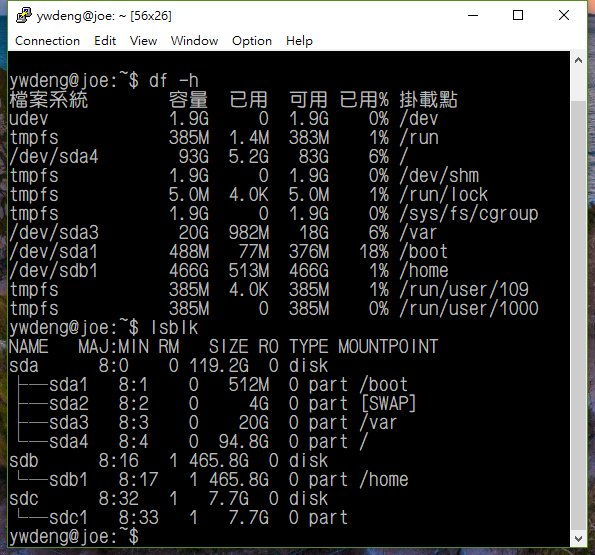 ywdeng@joe: ~ [56x26]
Connection Edit View Window Option Help
ywdeng@joe:~$ df -h
檔案系統 容量 已用 可用 已用% 掛載點
udev 1.9G 0 1.9G 0% /dev
tmpfs 385M 1.4M 383M 1% /run
/dev/sda4 93G 5.2G 83G 6% /
tmpfs 1.9G 0 1.9G 0% /dev/shm
tmpfs 5.0M 4.0K 5.0M 1% /run/lock
tmpfs 1.9G 0 1.9G 0% /sys/fs/cgroup
/dev/sda3 20G 982M 18G 6% /var
/dev/sda1 488M 77M 376M 18% /boot
/dev/sdb1 466G 513M 466G 1% /home
tmpfs 385M 4.0K 385M 1% /run/user/109
tmpfs 385M 0 385M 0% /run/user/1000
ywdeng@joe:~$ lsblk
NAME MAJ:MIN RM SIZE RO TYPE MOUNTPOINT
sda 8:0 0 119.2G 0 disk
├─sda1 8:1 0 512M 0 part /boot
├─sda2 8:2 0 4G 0 part [SWAP]
├─sda3 8:3 0 20G 0 part /var
└─sda4 8:4 0 94.8G 0 part /
sdb 8:16 1 465.8G 0 disk
└─sdb1 8:17 1 465.8G 0 part /home
sdc 8:32 1 7.7G 0 disk
└─sdc1 8:33 1 7.7G 0 part
ywdeng@joe:~$